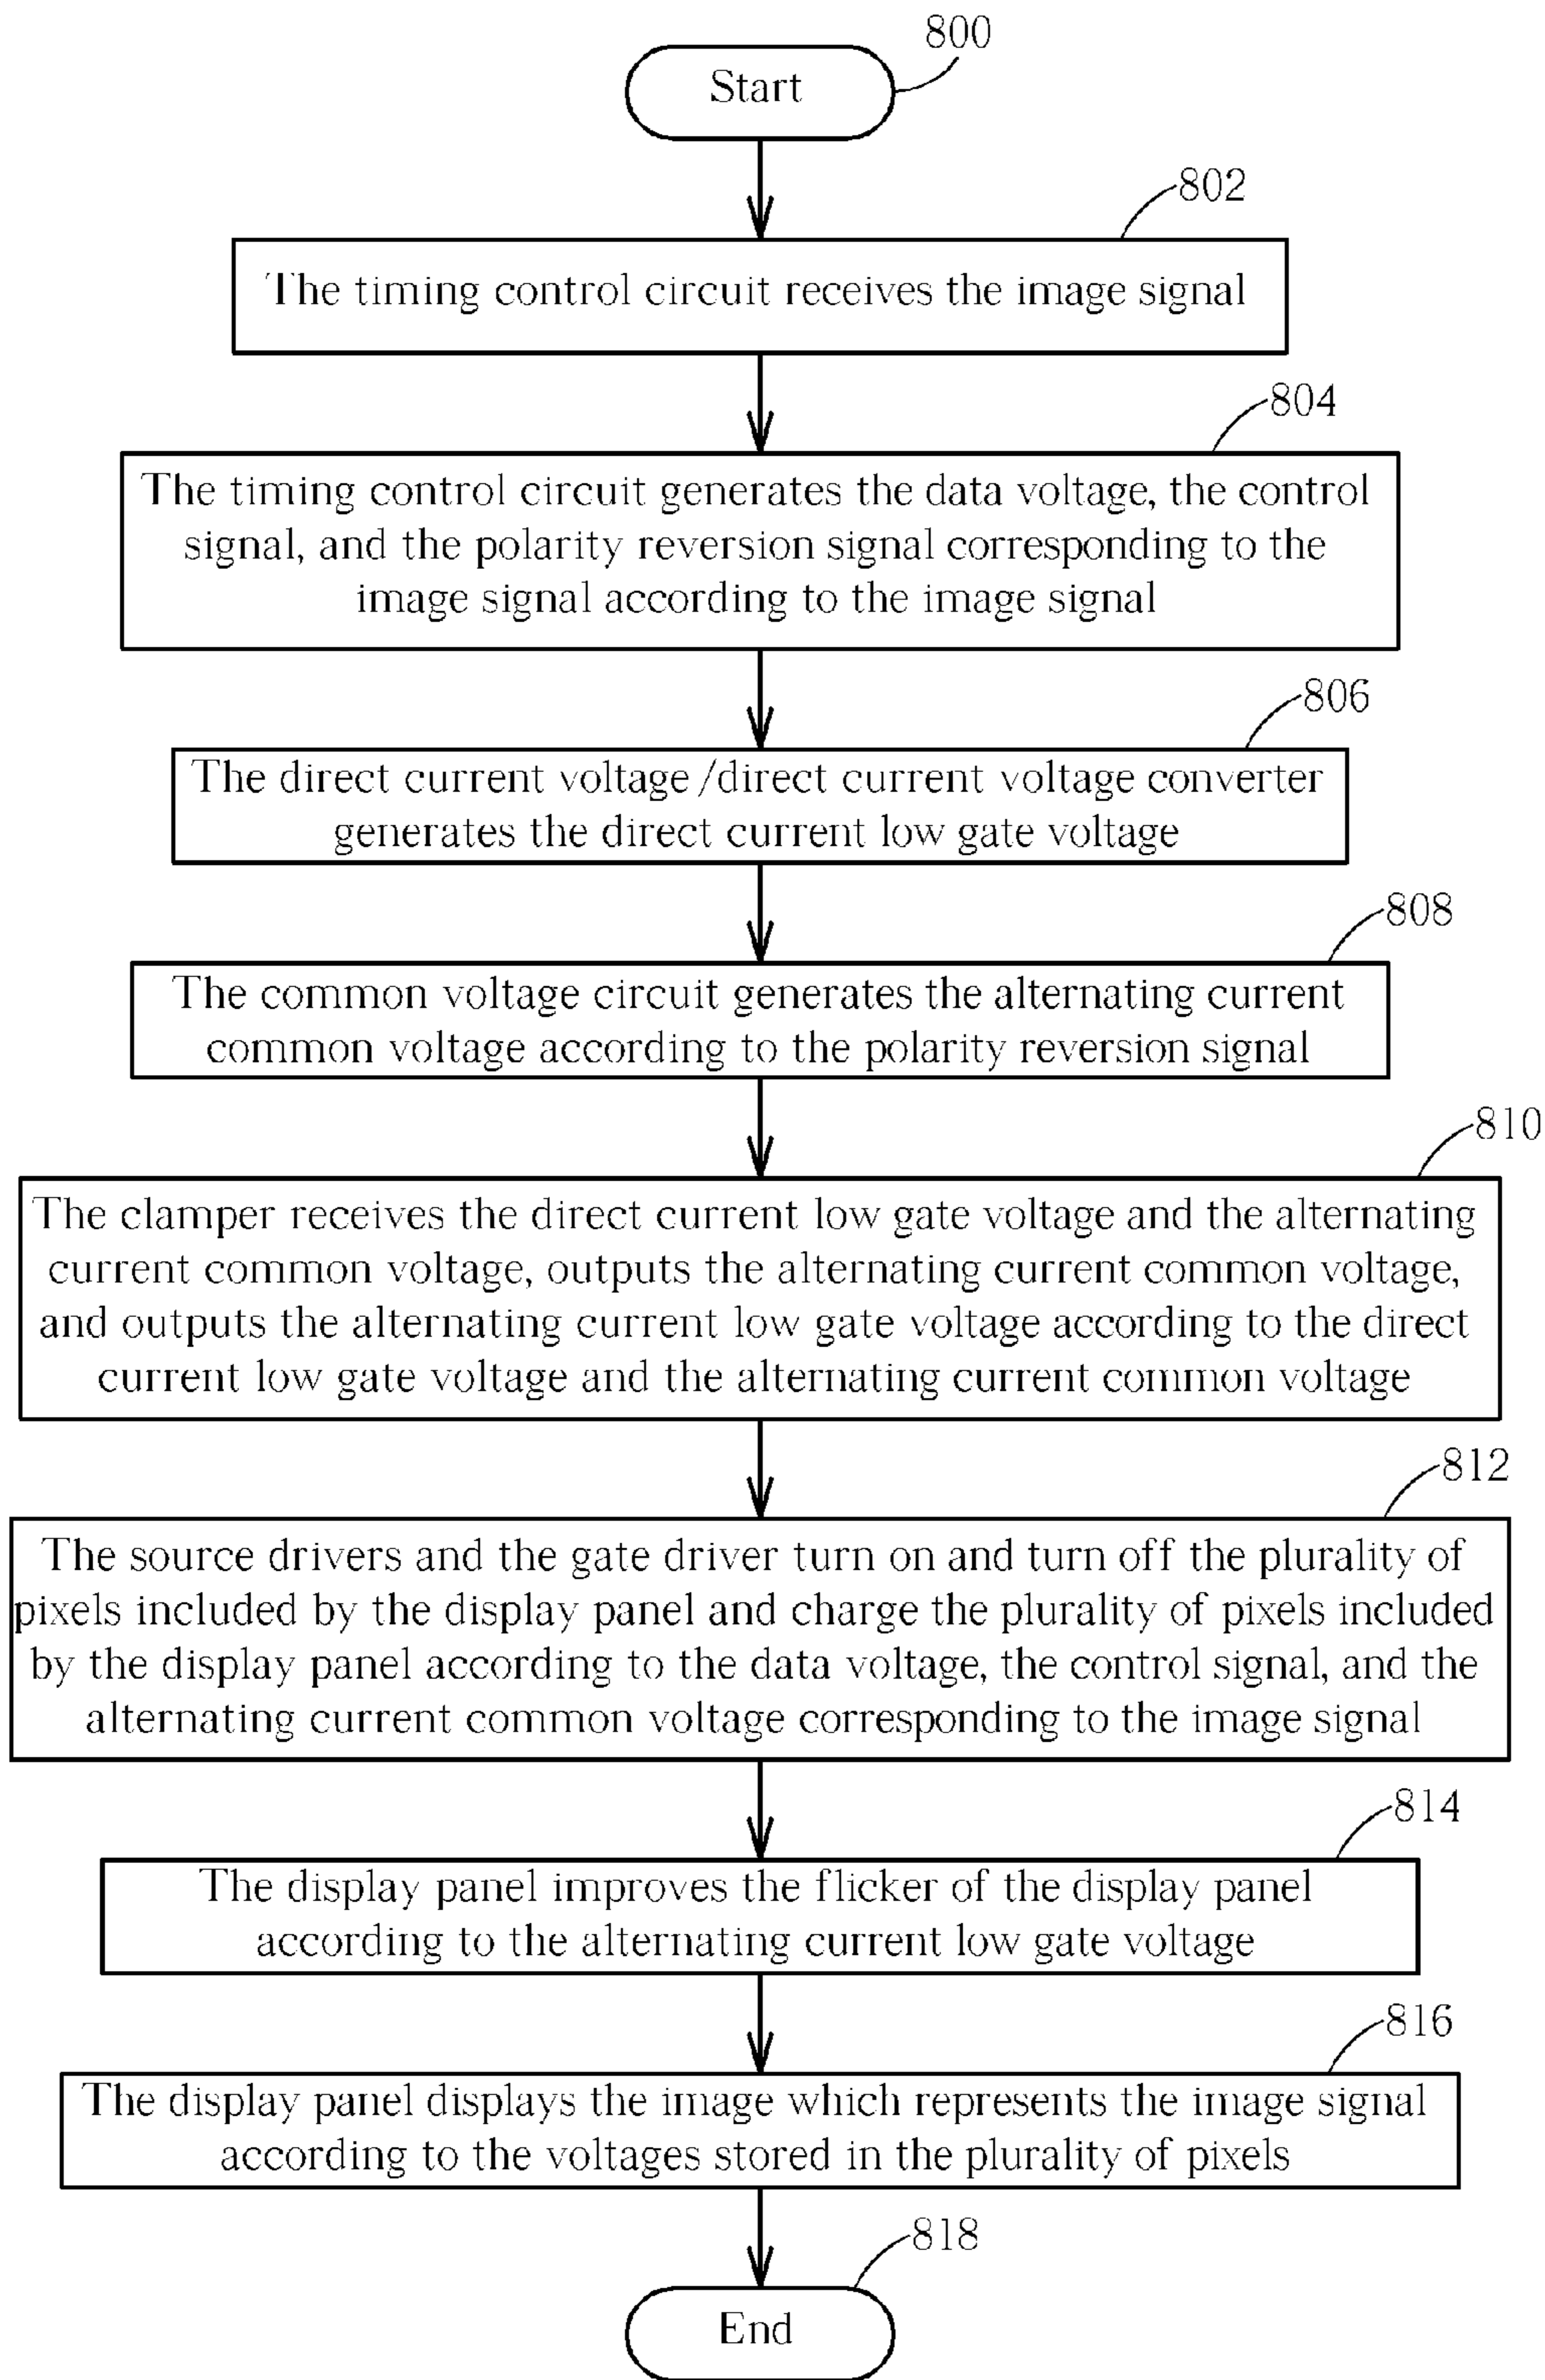 800
Start
802
The timing control circuit receives the image signal
804
The timing control circuit generates the data voltage, the control
signal, and the polarity reversion signal corresponding to the
image signal according to the image signal
806
The direct current voltage/direct current voltage converter
generates the direct current low gate voltage
808
The common voltage circuit generates the alternating current
common voltage according to the polarity reversion signal
810
The clamper receives the direct current low gate voltage and the alternating
current common voltage, outputs the alternating current common voltage,
and outputs the alternating current low gate voltage according to the direct
current low gate voltage and the alternating current common voltage
812
The source drivers and the gate driver turn on and turn off the plurality of
pixels included by the display panel and charge the plurality of pixels included
by the display panel according to the data voltage, the control signal, and the
alternating current common voltage corresponding to the image signal
814
The display panel improves the flicker of the display panel
according to the alternating current low gate voltage
816
The display panel displays the image which represents the image signal
according to the voltages stored in the plurality of pixels
818
End